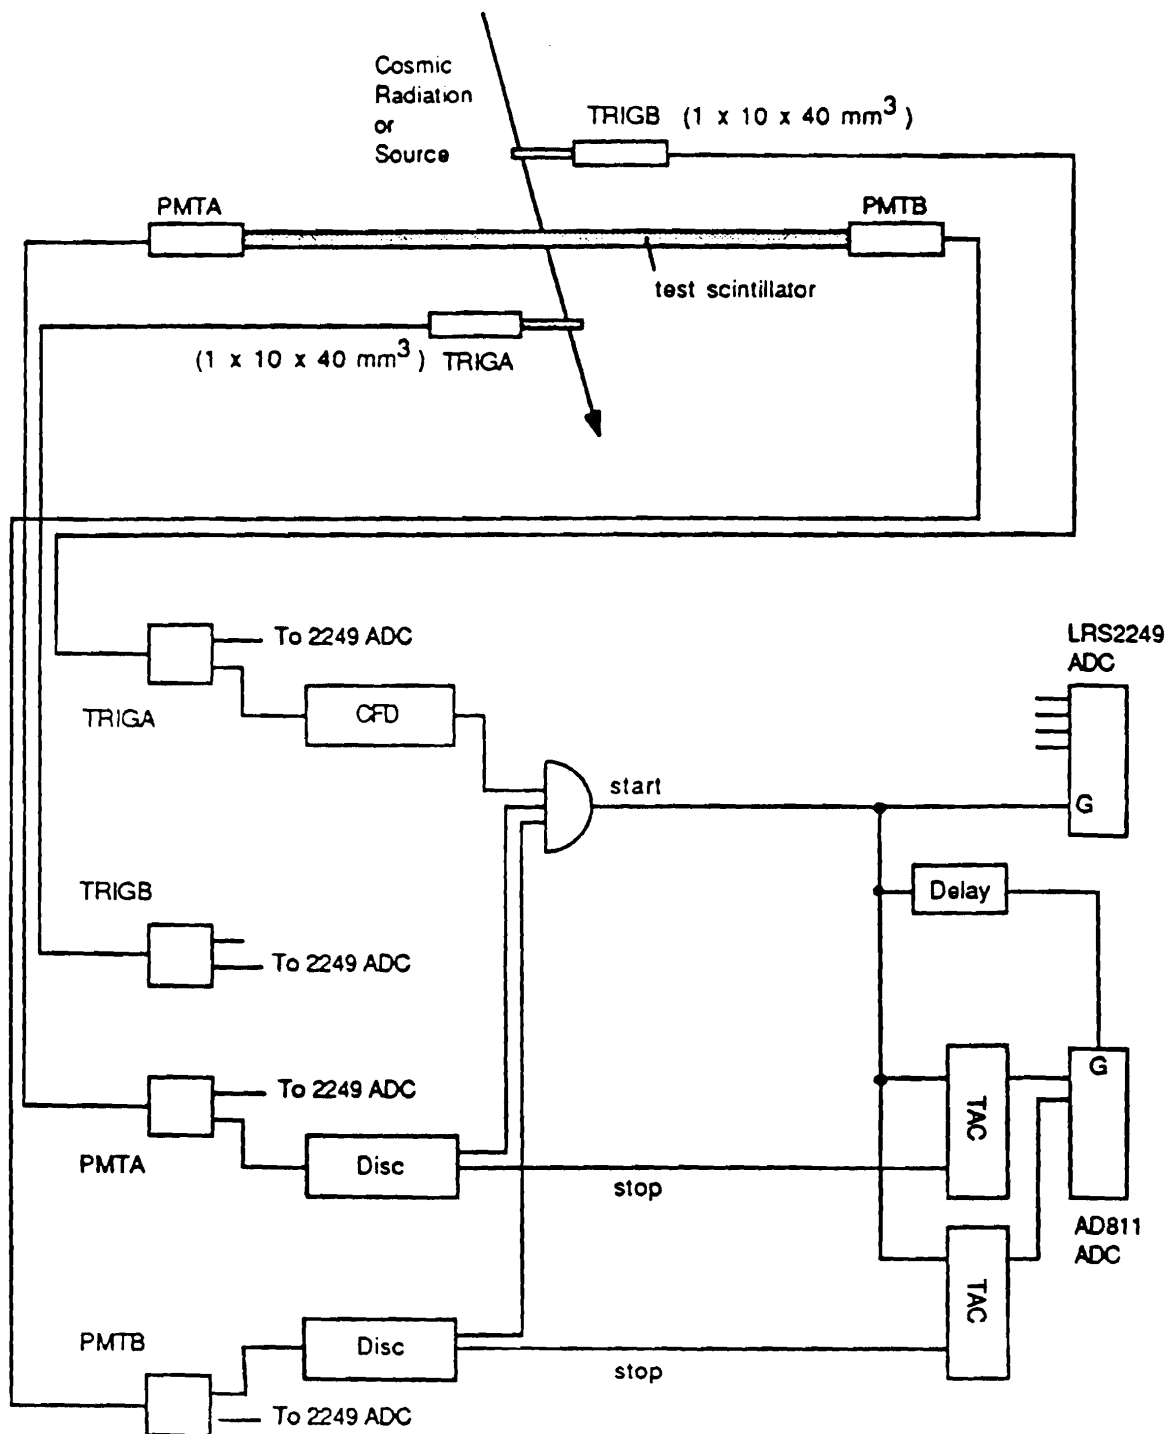 Cosmic
Radiation
or
Source
TRIGB (1 x 10 x 40 mm3)
PMTA
PMTB
test scintillator
(1 x 10 x 40 mm3) TRIGA
To 2249 ADC
TRIGA
CFD
start
LRS2249
ADC
G
TRIGB
To 2249 ADC
Delay
To 2249 ADC
PMTA
Disc
stop
TAC
G
AD811
ADC
PMTB
Disc
stop
TAC
To 2249 ADC